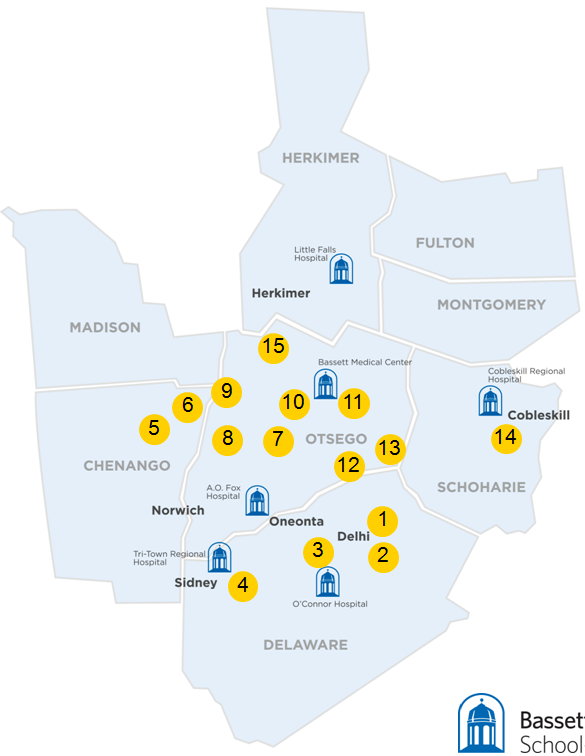 HERKIMER
FULTON
Little Falls
Hospital
Herkimer
MONTGOMERY
MADISON
15
Bassett Medical Center
Cobleskill Regional
Hospital
9
6
10
11
Cobleskill
5
8
7
OTSEGO
13
14
CHENANGO
12
SCHOHARIE
A.O. Fox
Hospital
Norwich
Oneonta
1
Delhi
Tri-Town Regional
Hospital
3
2
Sidney
4
O'Connor Hospital
DELAWARE
Basset
School